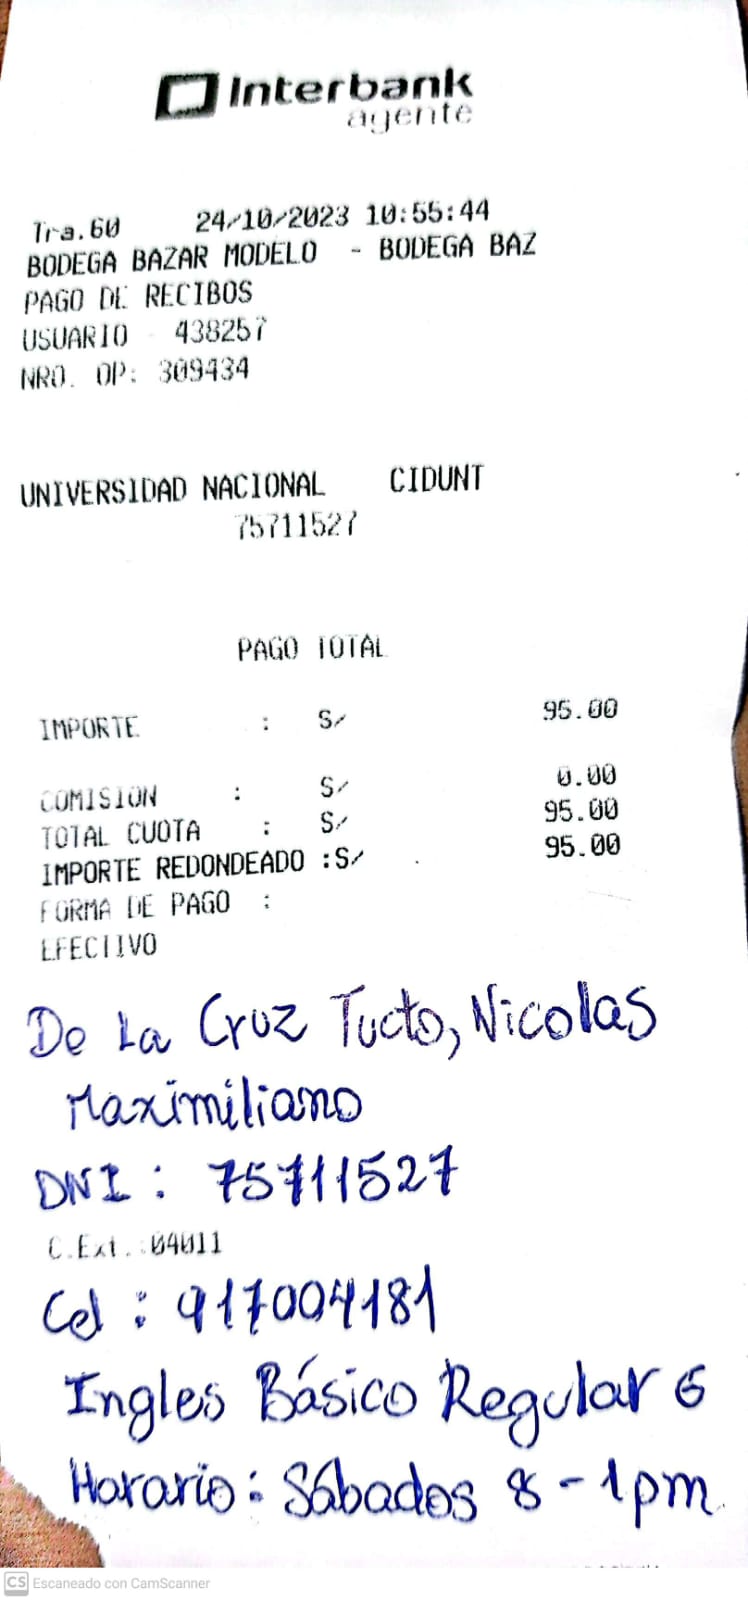 Interbank
agente
Tra.60 24/10/2023 10:55:44
BODEGA BAZAR MODELO - BODEGA BAZ
PAGO DE RECIBOS
USUARIO 438257
NRO. OP: 309434
UNIVERSIDAD NACIONAL CIDUNT
75711527
PAGO TOTAL
IMPORTE : S/ 95.00
COMISION : S/ 0.00
TOTAL CUOTA : S/ 95.00
IMPORTE REDONDEADO :S/ 95.00
FORMA DE PAGO :
EFECTIVO
De La Cruz Tucto, Nicolas
Maximiliano
DNI : 75711527
C.Ext.:04011
Cel : 917004181
Ingles Básico Regular 6
Horario: Sábados 8 - 1pm
CS Escaneado con CamScanner